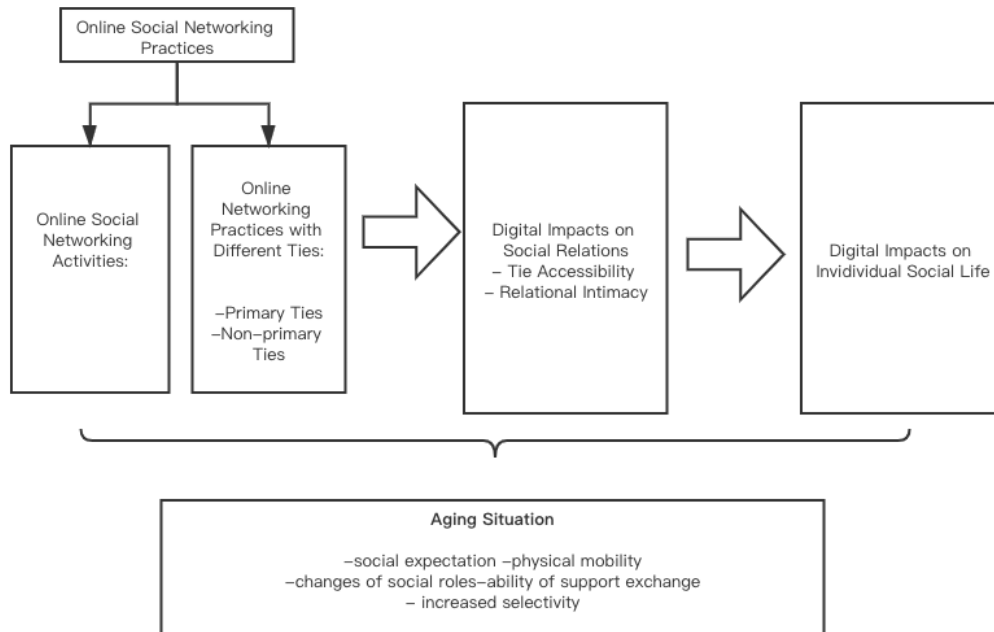 Online Social Networking
Practices
Online Social
Networking
Activities:
Online
Networking
Practices with
Different Ties:
–Primary Ties
–Non–primary
Ties
Digital Impacts on
Social Relations
– Tie Accessibility
– Relational Intimacy
Digital Impacts on
Invidividual Social Life
Aging Situation
–social expectation –physical mobility
–changes of social roles–ability of support exchange
– increased selectivity